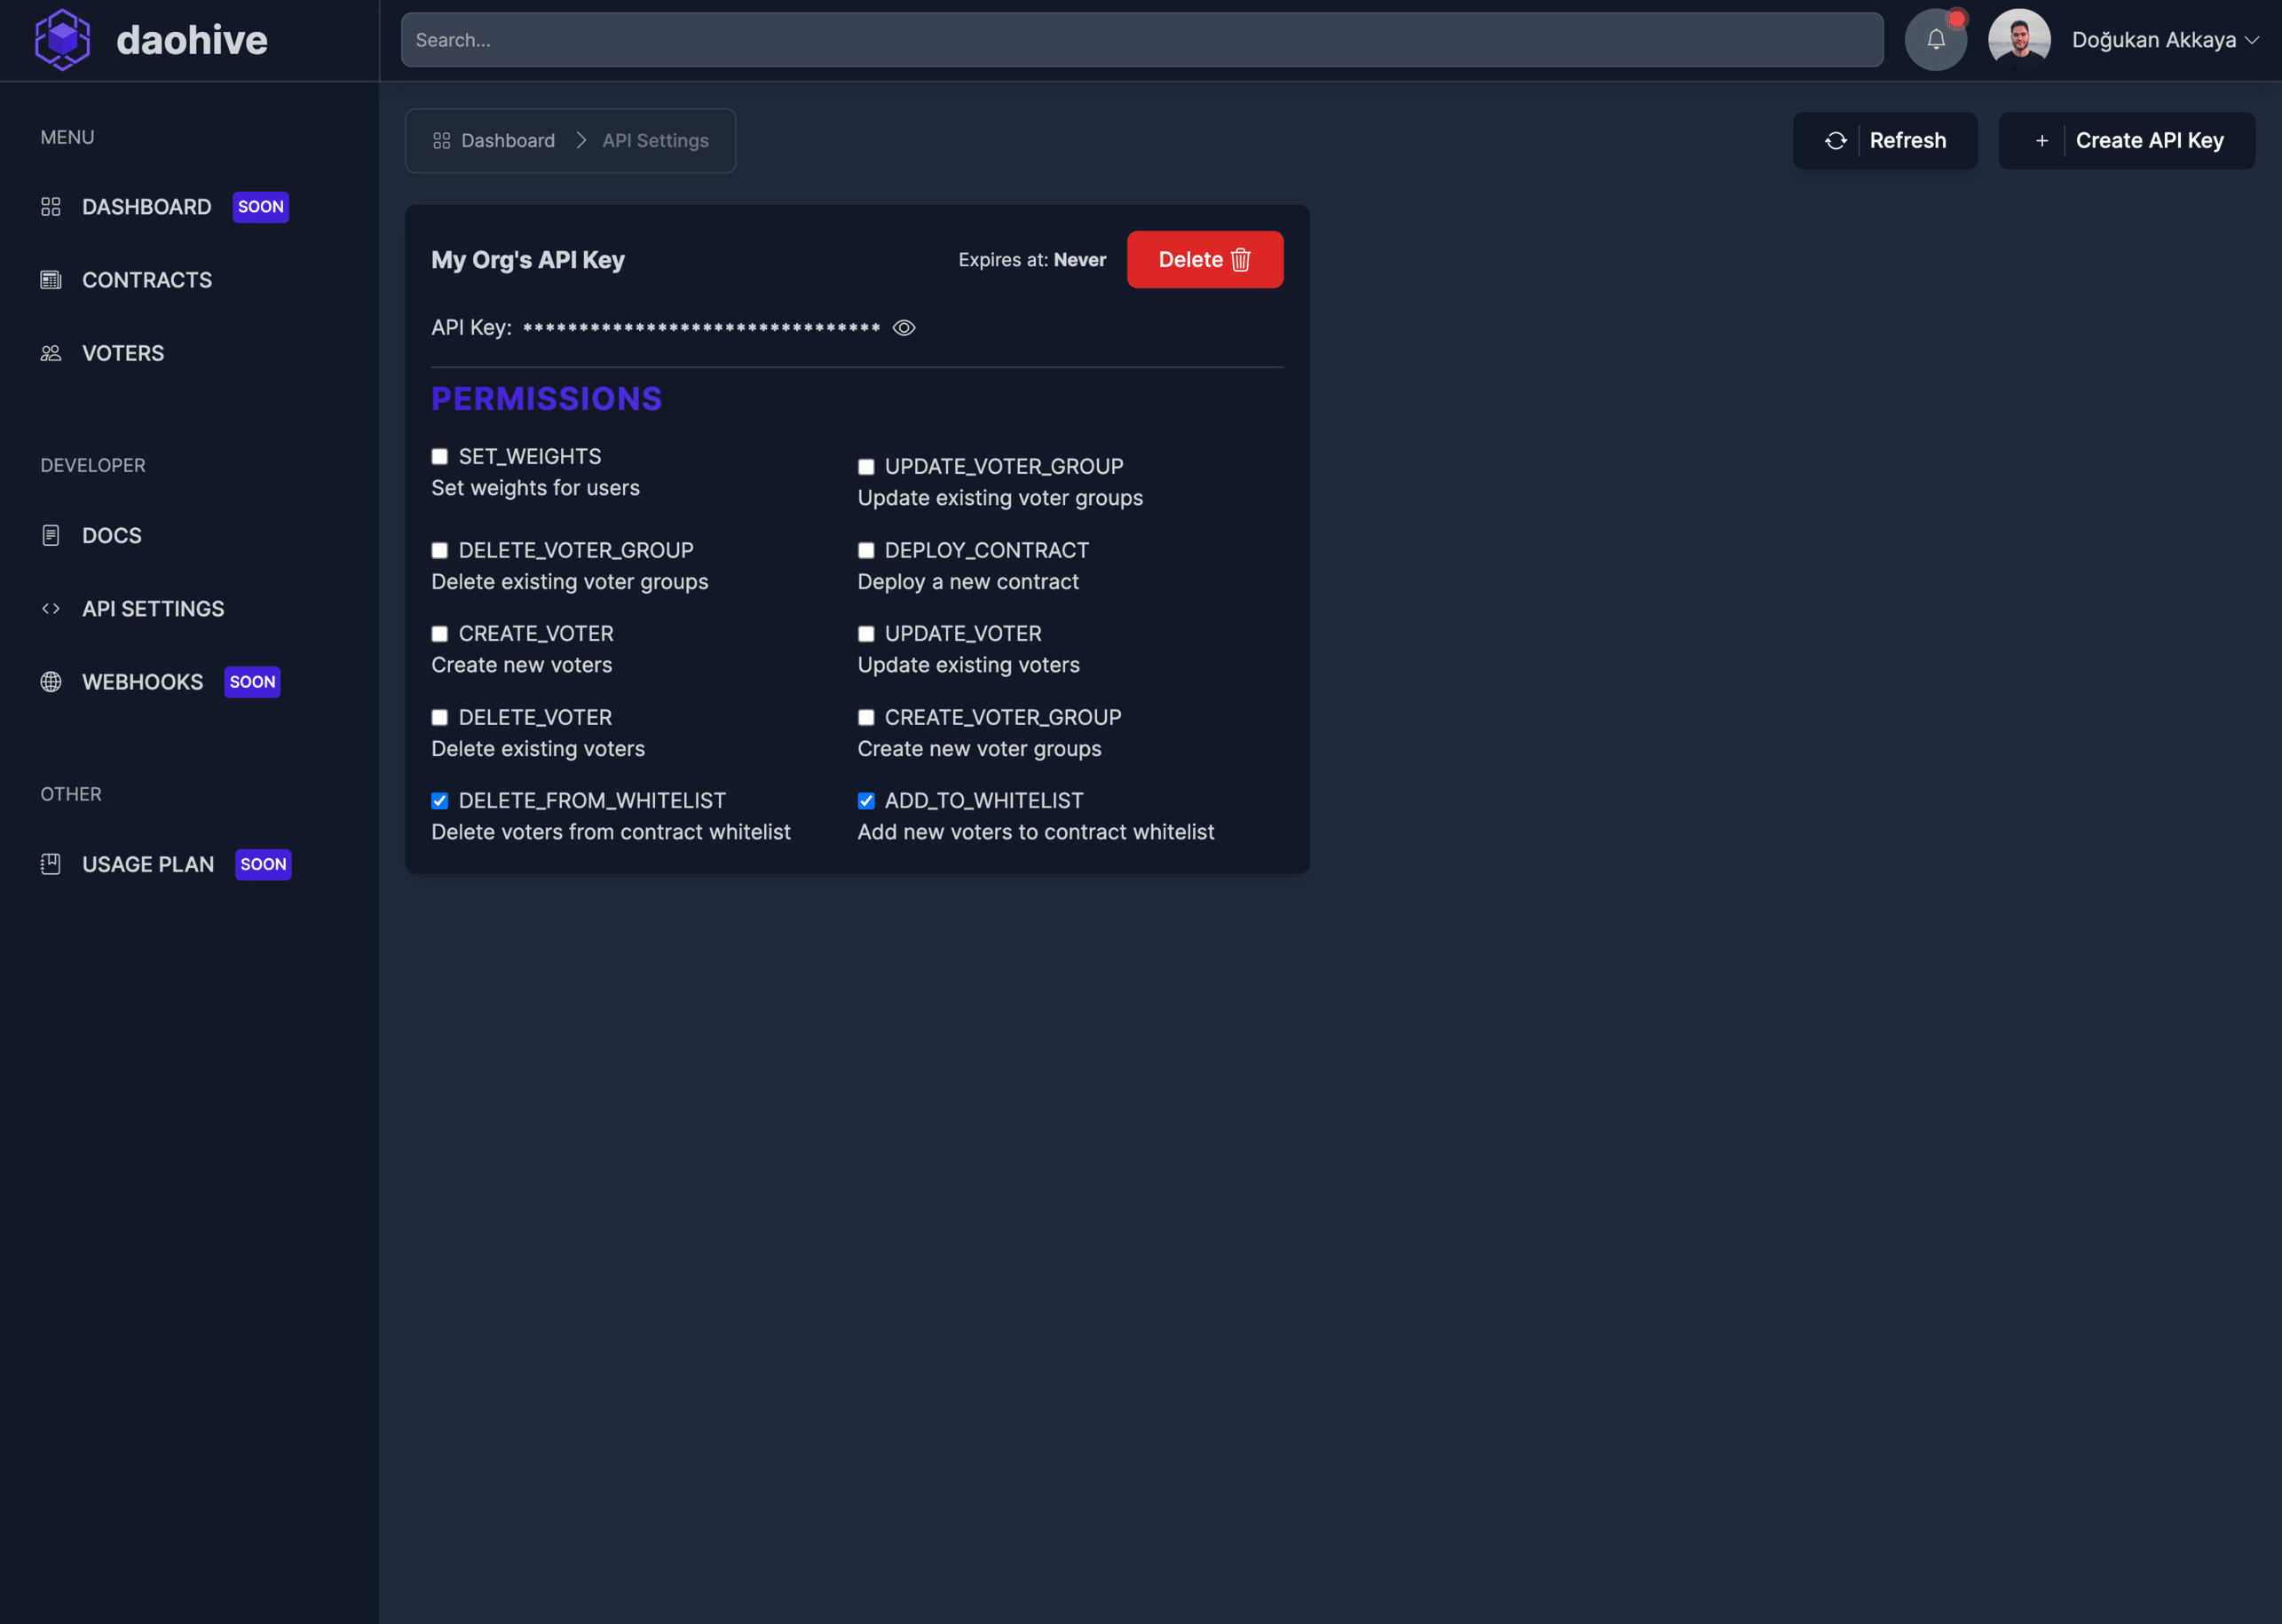 daohive
Search...
Doğukan Akkaya
MENU
DASHBOARD SOON
CONTRACTS
VOTERS
DEVELOPER
DOCS
API SETTINGS
WEBHOOKS SOON
OTHER
USAGE PLAN SOON
Dashboard API Settings
Refresh
+ Create API Key
My Org's API Key
Expires at: Never
Delete
API Key: ********************************
PERMISSIONS
SET_WEIGHTS
Set weights for users
UPDATE_VOTER_GROUP
Update existing voter groups
DELETE_VOTER_GROUP
Delete existing voter groups
DEPLOY_CONTRACT
Deploy a new contract
CREATE_VOTER
Create new voters
UPDATE_VOTER
Update existing voters
DELETE_VOTER
Delete existing voters
CREATE_VOTER_GROUP
Create new voter groups
DELETE_FROM_WHITELIST
Delete voters from contract whitelist
ADD_TO_WHITELIST
Add new voters to contract whitelist